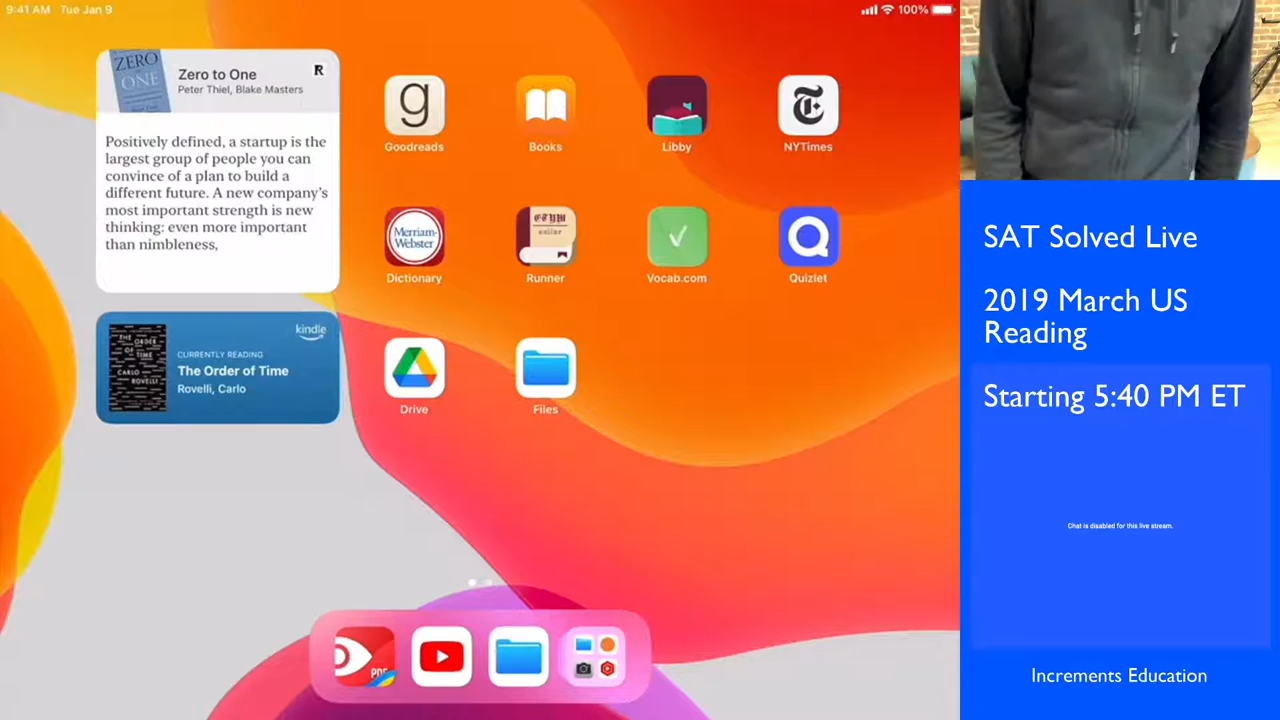 9:41 AM Tue Jan 9
100%
ZERO
ONE
Zero to One
Peter Thiel, Blake Masters
R
Positively defined, a startup is the
largest group of people you can
convince of a plan to build a
different future. A new company's
most important strength is new
thinking: even more important
than nimbleness,
kindle
THE ORDER
OF TIME
CARLO
ROVELLI
CURRENTLY READING
The Order of Time
Rovelli, Carlo
g
Goodreads
Books
Libby
NYTimes
Merriam-
Webster
Dictionary
ETYM
Runner
Vocab.com
Quizlet
Drive
Files
PDF
SAT Solved Live
2019 March US
Reading
Starting 5:40 PM ET
Chat is disabled for this live stream.
Increments Education